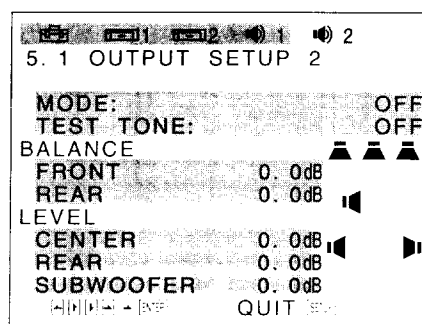 1 2 1 2
5. 1 OUTPUT SETUP 2
MODE: OFF
TEST TONE: OFF
BALANCE
FRONT 0. 0dB
REAR 0. 0dB
LEVEL
CENTER 0. 0dB
REAR 0. 0dB
SUBWOOFER 0. 0dB
ENTER QUIT